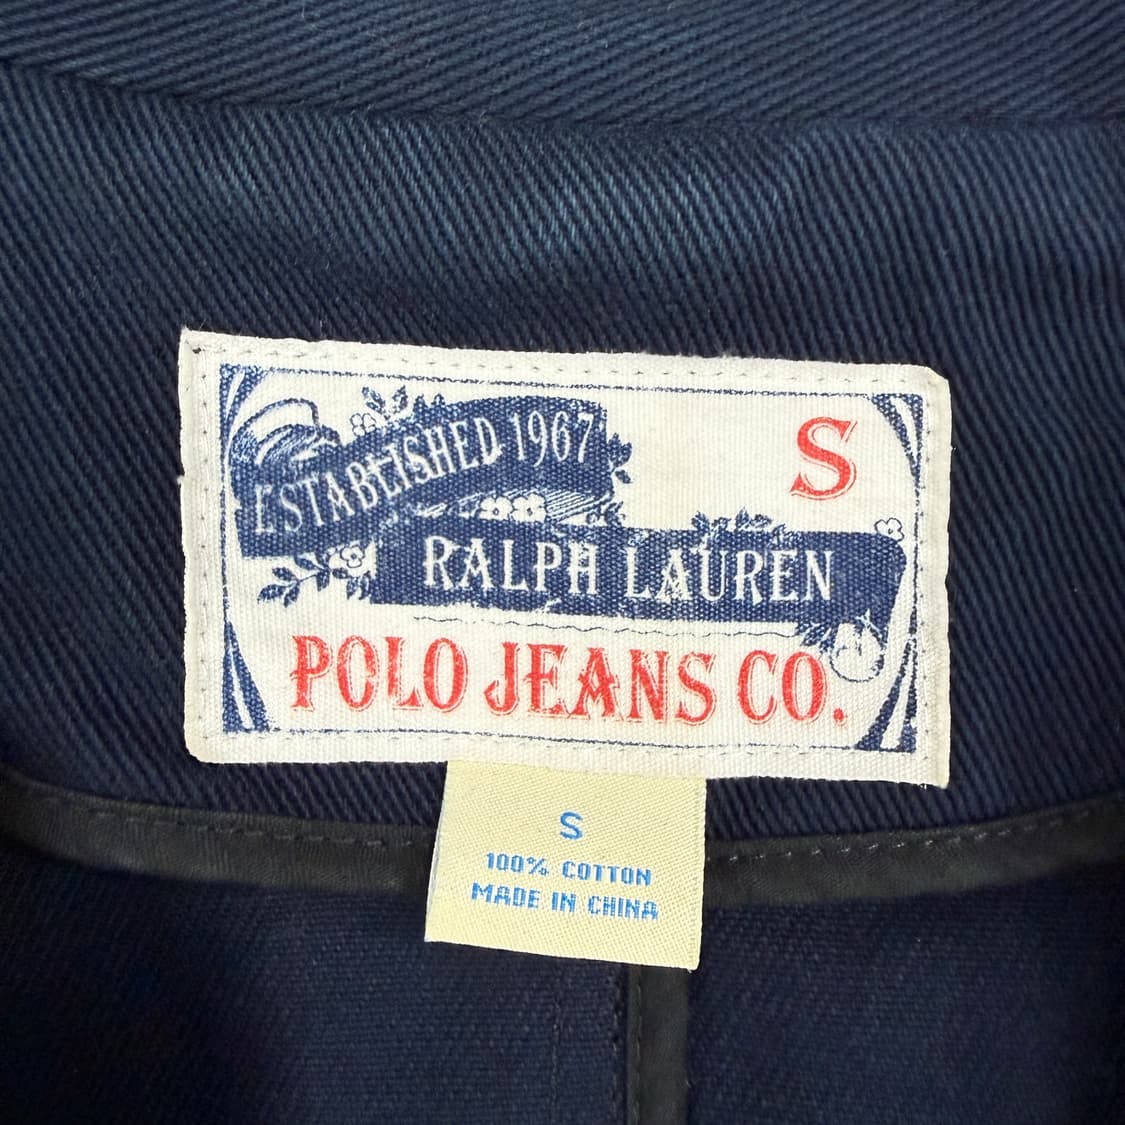 ESTABLISHED 1967
S
RALPH LAUREN
POLO JEANS CO.
S
100% COTTON
MADE IN CHINA